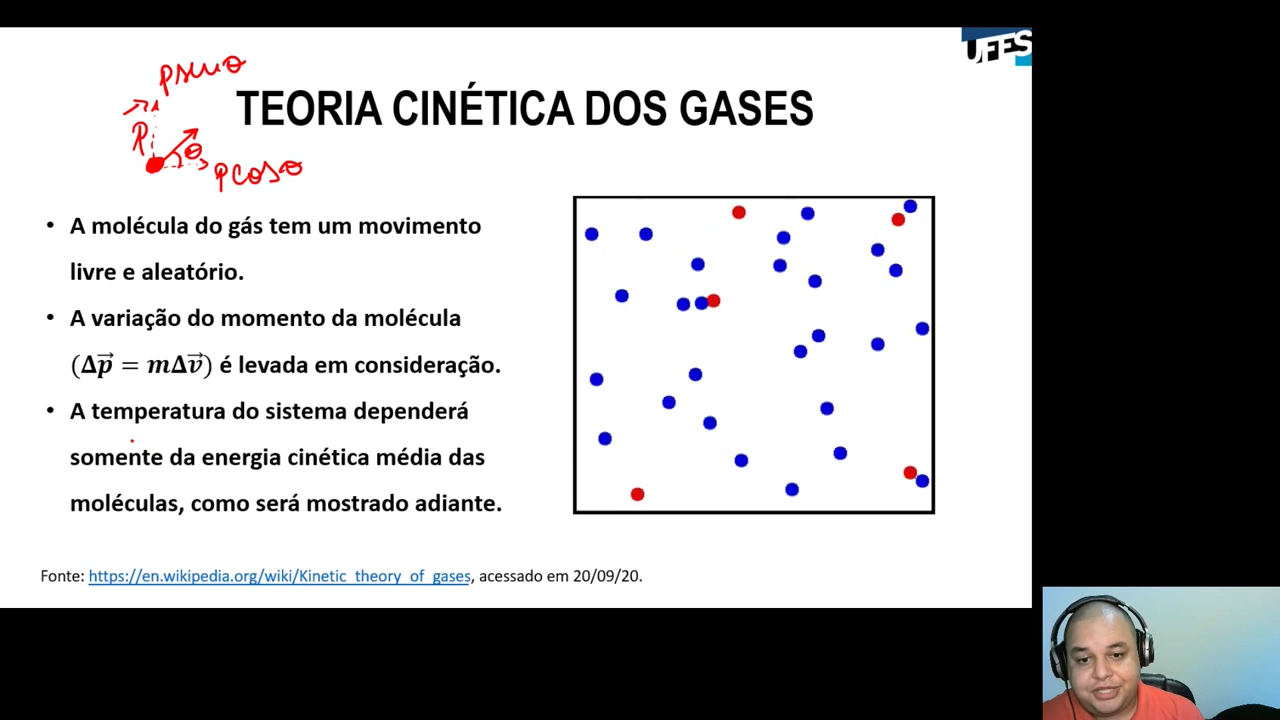 UFES
p senθ
p
θ
p cosθ
TEORIA CINÉTICA DOS GASES
• A molécula do gás tem um movimento
livre e aleatório.
• A variação do momento da molécula
(Δp⃗ = mΔv⃗) é levada em consideração.
• A temperatura do sistema dependerá
somente da energia cinética média das
moléculas, como será mostrado adiante.
Fonte: https://en.wikipedia.org/wiki/Kinetic_theory_of_gases, acessado em 20/09/20.